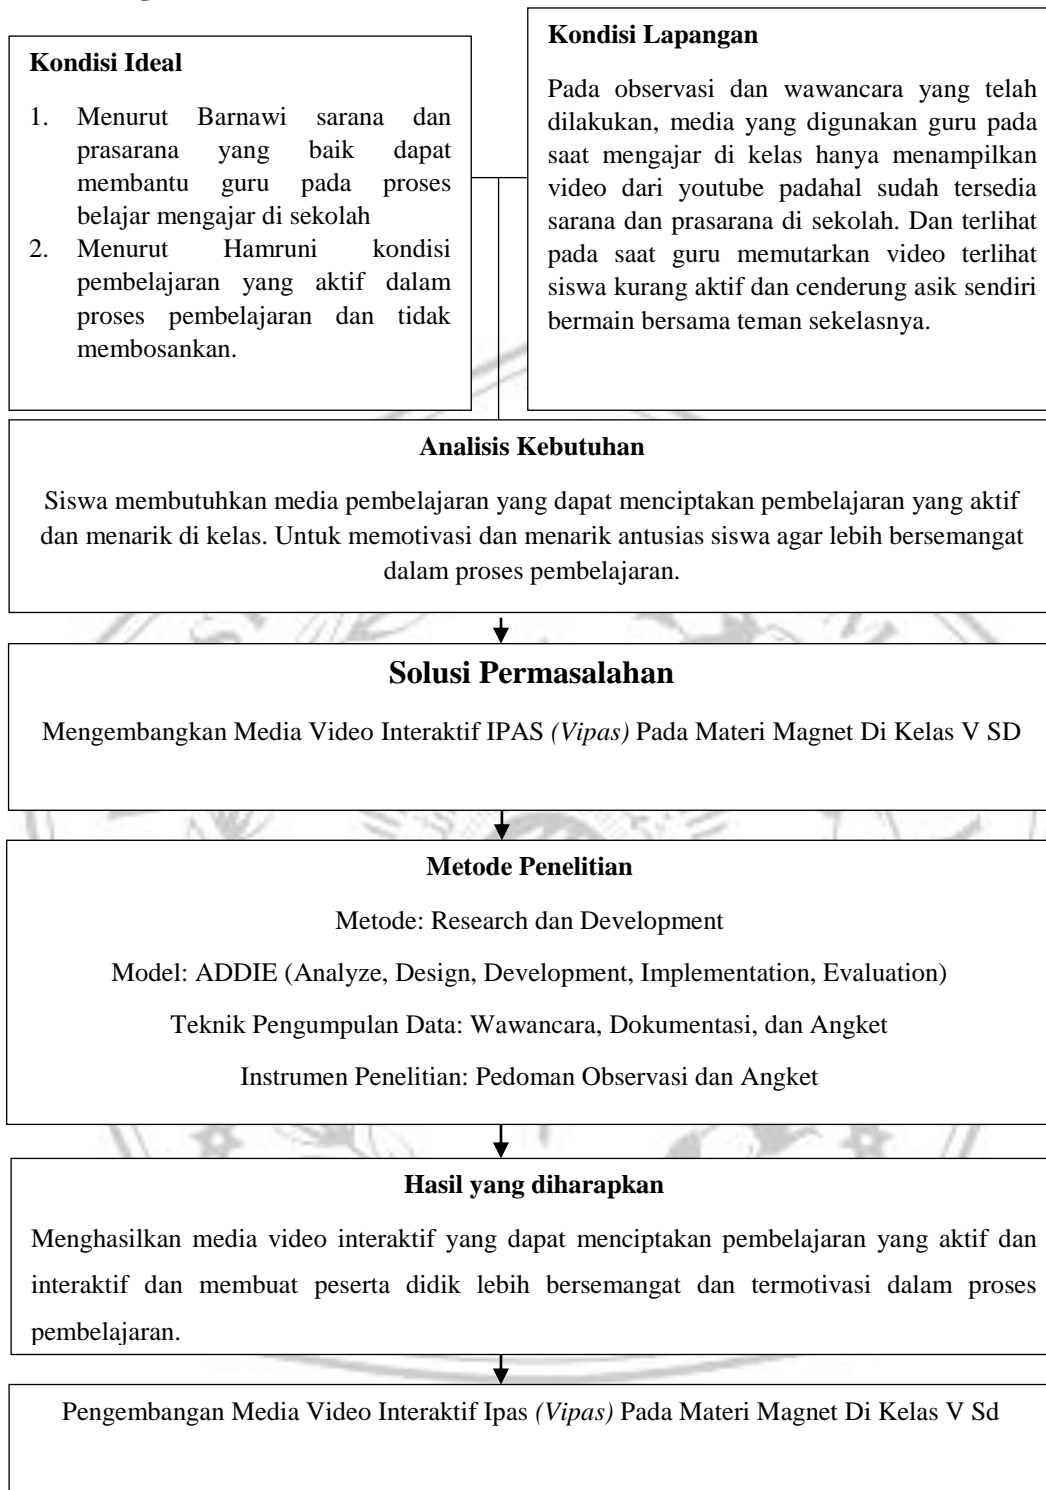 Kondisi Ideal
1. Menurut Barnawi sarana dan
prasarana yang baik dapat
membantu guru pada proses
belajar mengajar di sekolah
2. Menurut Hamruni kondisi
pembelajaran yang aktif dalam
proses pembelajaran dan tidak
membosankan.
Kondisi Lapangan
Pada observasi dan wawancara yang telah
dilakukan, media yang digunakan guru pada
saat mengajar di kelas hanya menampilkan
video dari youtube padahal sudah tersedia
sarana dan prasarana di sekolah. Dan terlihat
pada saat guru memutarkan video terlihat
siswa kurang aktif dan cenderung asik sendiri
bermain bersama teman sekelasnya.
Analisis Kebutuhan
Siswa membutuhkan media pembelajaran yang dapat menciptakan pembelajaran yang aktif
dan menarik di kelas. Untuk memotivasi dan menarik antusias siswa agar lebih bersemangat
dalam proses pembelajaran.
Solusi Permasalahan
Mengembangkan Media Video Interaktif IPAS (Vipas) Pada Materi Magnet Di Kelas V SD
Metode Penelitian
Metode: Research dan Development
Model: ADDIE (Analyze, Design, Development, Implementation, Evaluation)
Teknik Pengumpulan Data: Wawancara, Dokumentasi, dan Angket
Instrumen Penelitian: Pedoman Observasi dan Angket
Hasil yang diharapkan
Menghasilkan media video interaktif yang dapat menciptakan pembelajaran yang aktif dan
interaktif dan membuat peserta didik lebih bersemangat dan termotivasi dalam proses
pembelajaran.
Pengembangan Media Video Interaktif Ipas (Vipas) Pada Materi Magnet Di Kelas V Sd